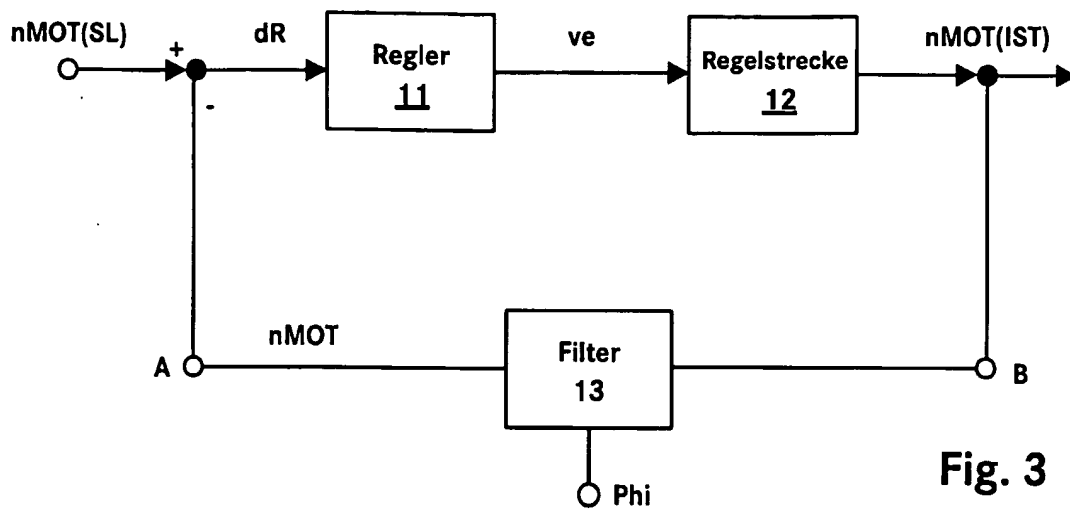 nMOT(SL)
+
dR
Regler
11
ve
Regelstrecke
12
nMOT(IST)
-
A
nMOT
Filter
13
B
Phi
Fig. 3